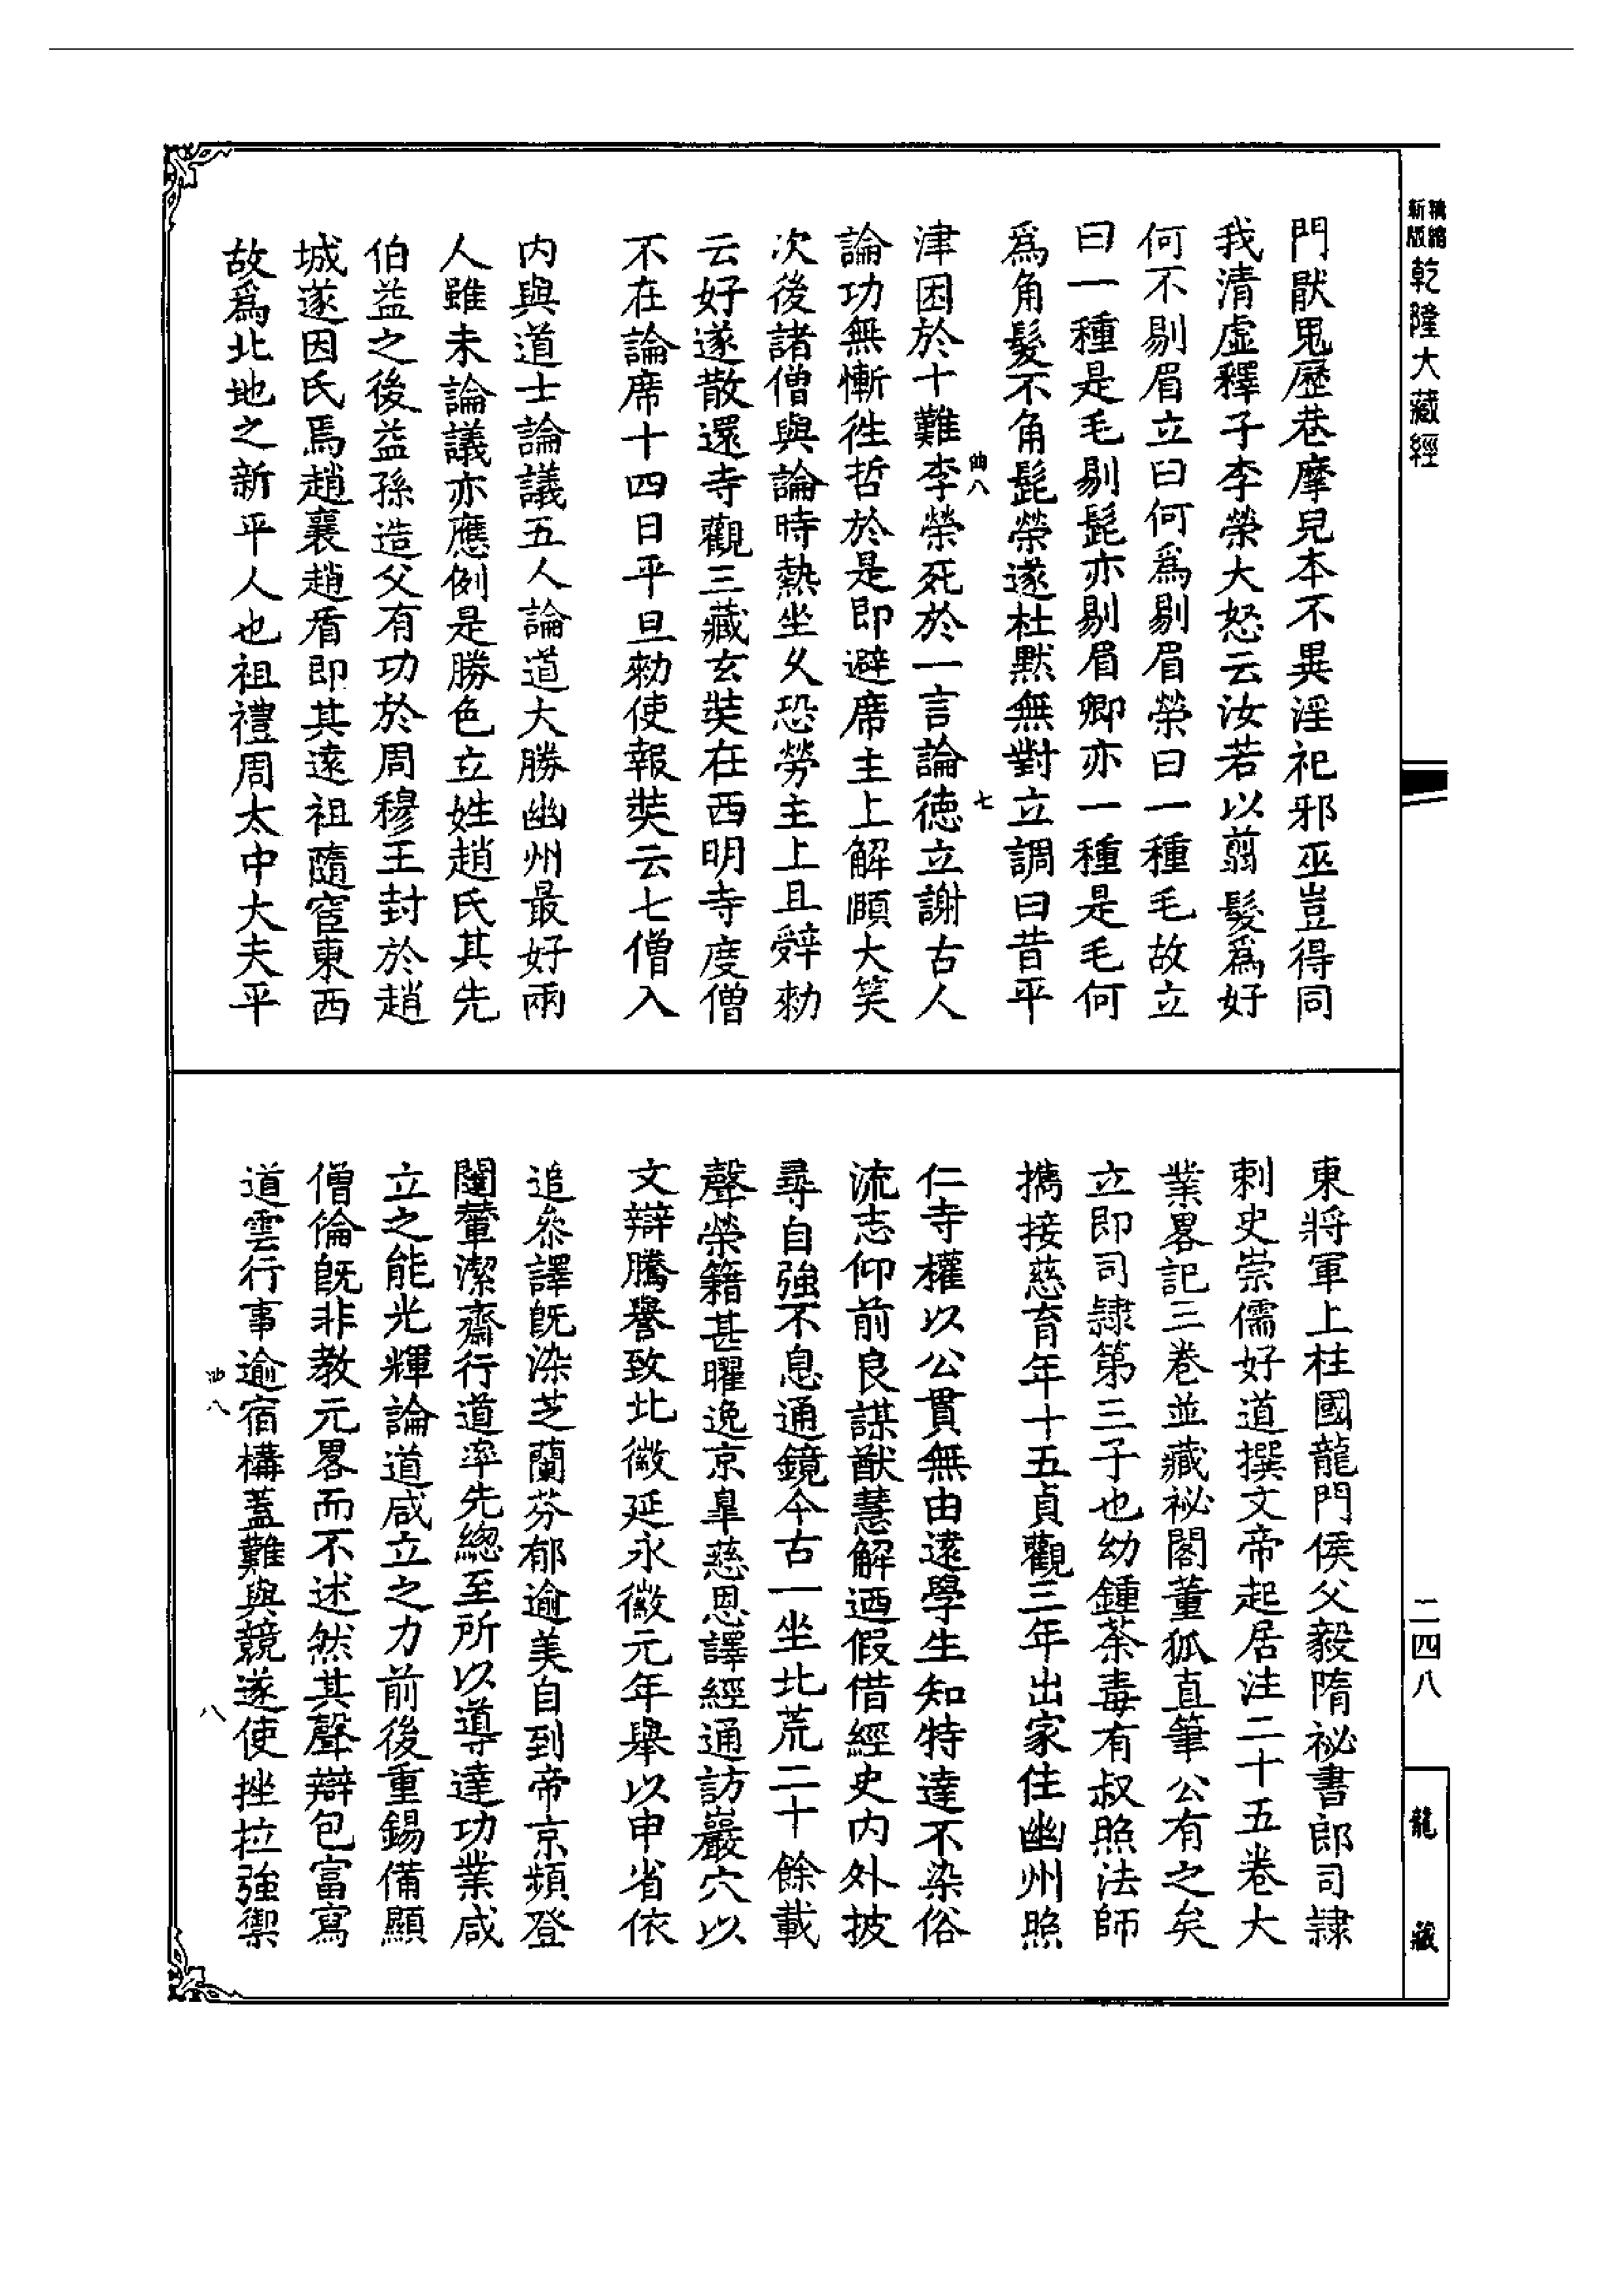 精縮新版乾隆大藏經
門猒鬼歷巷摩兒本不異淫祀邪巫豈得同
我清虛釋子李榮大怒云汝若以翦髮為好
何不剔眉立曰何為剔眉榮曰一種毛故立
曰一種是毛剔髭亦剔眉卿亦一種是毛何
為角髮不角髭榮遂杜默無對立調曰昔平
津困於十難李榮死於一言論德立謝古人
論功無慚徃哲於是即避席主上解頤大笑
次後諸僧與論時熱坐乆恐勞主上且辤勑
云好遂散還寺觀三藏玄奘在西明寺度僧
不在論席十四日平旦勑使報奘云七僧入
内與道士論議五人論道大勝幽州最好兩
人雖未論議亦應例是勝色立姓趙氏其先
伯益之後益孫造父有功於周穆王封於趙
城遂因氏焉趙襄趙盾即其遠祖隨宦東西
故為北地之新平人也祖禮周太中大夫平
東將軍上柱國龍門侯父毅隋祕書郎司隸
刺史崇儒好道撰文帝起居注二十五卷大
業畧記三卷並藏祕閣董狐直筆公有之矣
立即司隸第三子也幼鍾荼毒有叔照法師
攜接慈育年十五貞觀三年出家住幽州照
仁寺權以公貫無由遠學生知特達不染俗
流志仰前良謀猷慧解迺假借經史内外披
尋自強不息通鏡今古一坐北荒二十餘載
聲榮籍甚曜逸京臯慈恩譯經通訪巖穴以
文辯騰譽致北徵延永徽元年舉以申省依
追叅譯旣染芝蘭芬郁逾美自到帝京頻登
闡輦潔齋行道率先總至所以導達功業咸
立之能光輝論道咸立之力前後重錫備顯
僧倫旣非教元畧而不述然其聲辯包富寫
道雲行事逾宿構蓋難與競遂使挫拉強禦
二四八
龍藏